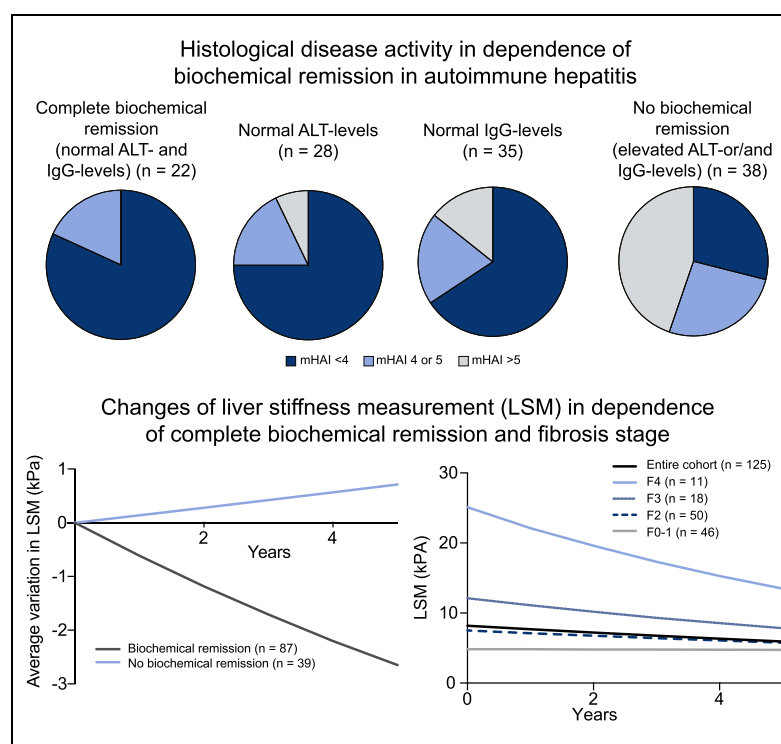 Histological disease activity in dependence of
biochemical remission in autoimmune hepatitis
Complete biochemical
remission
(normal ALT- and
IgG-levels) (n = 22)
Normal ALT-levels
(n = 28)
Normal IgG-levels
(n = 35)
No biochemical
remission
(elevated ALT-or/and
IgG-levels) (n = 38)
mHAI <4 mHAI 4 or 5 mHAI >5
Changes of liver stiffness measurement (LSM) in dependence
of complete biochemical remission and fibrosis stage
Average variation in LSM (kPa)
1
0
-1
-2
-3
2 4
Years
Biochemical remission (n = 87)
No biochemical remission (n = 39)
LSM (kPA)
30
20
10
0
Entire cohort (n = 125)
F4 (n = 11)
F3 (n = 18)
F2 (n = 50)
F0-1 (n = 46)
0 2 4
Years